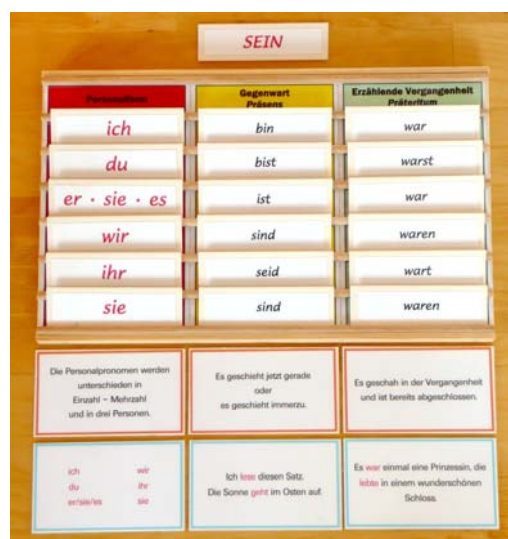 SEIN
Personalform
Gegenwart
Präsens
Erzählende Vergangenheit
Präteritum
ich
bin
war
du
bist
warst
er · sie · es
ist
war
wir
sind
waren
ihr
seid
wart
sie
sind
waren
Die Personalpronomen werden
unterschieden in
Einzahl – Mehrzahl
und in drei Personen.
Es geschieht jetzt gerade
oder
es geschieht immerzu.
Es geschah in der Vergangenheit
und ist bereits abgeschlossen.
ich wir
du ihr
er/sie/es sie
Ich lese diesen Satz.
Die Sonne geht im Osten auf.
Es war einmal eine Prinzessin, die
lebte in einem wunderschönen
Schloss.